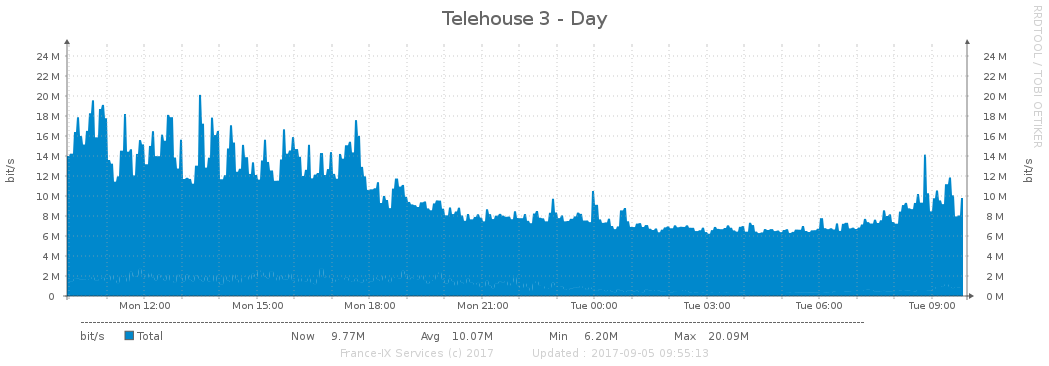 Telehouse 3 - Day
RRDTOOL / TOBI OETIKER
24 M 24 M
22 M 22 M
20 M 20 M
18 M 18 M
16 M 16 M
14 M 14 M
12 M 12 M
10 M 10 M
8 M 8 M
6 M 6 M
4 M 4 M
2 M 2 M
0 0 M
bit/s bit/s
Mon 12:00 Mon 15:00 Mon 18:00 Mon 21:00 Tue 00:00 Tue 03:00 Tue 06:00 Tue 09:00
bit/s Total Now 9.77M Avg 10.07M Min 6.20M Max 20.09M
France-IX Services (c) 2017 Updated : 2017-09-05 09:55:13